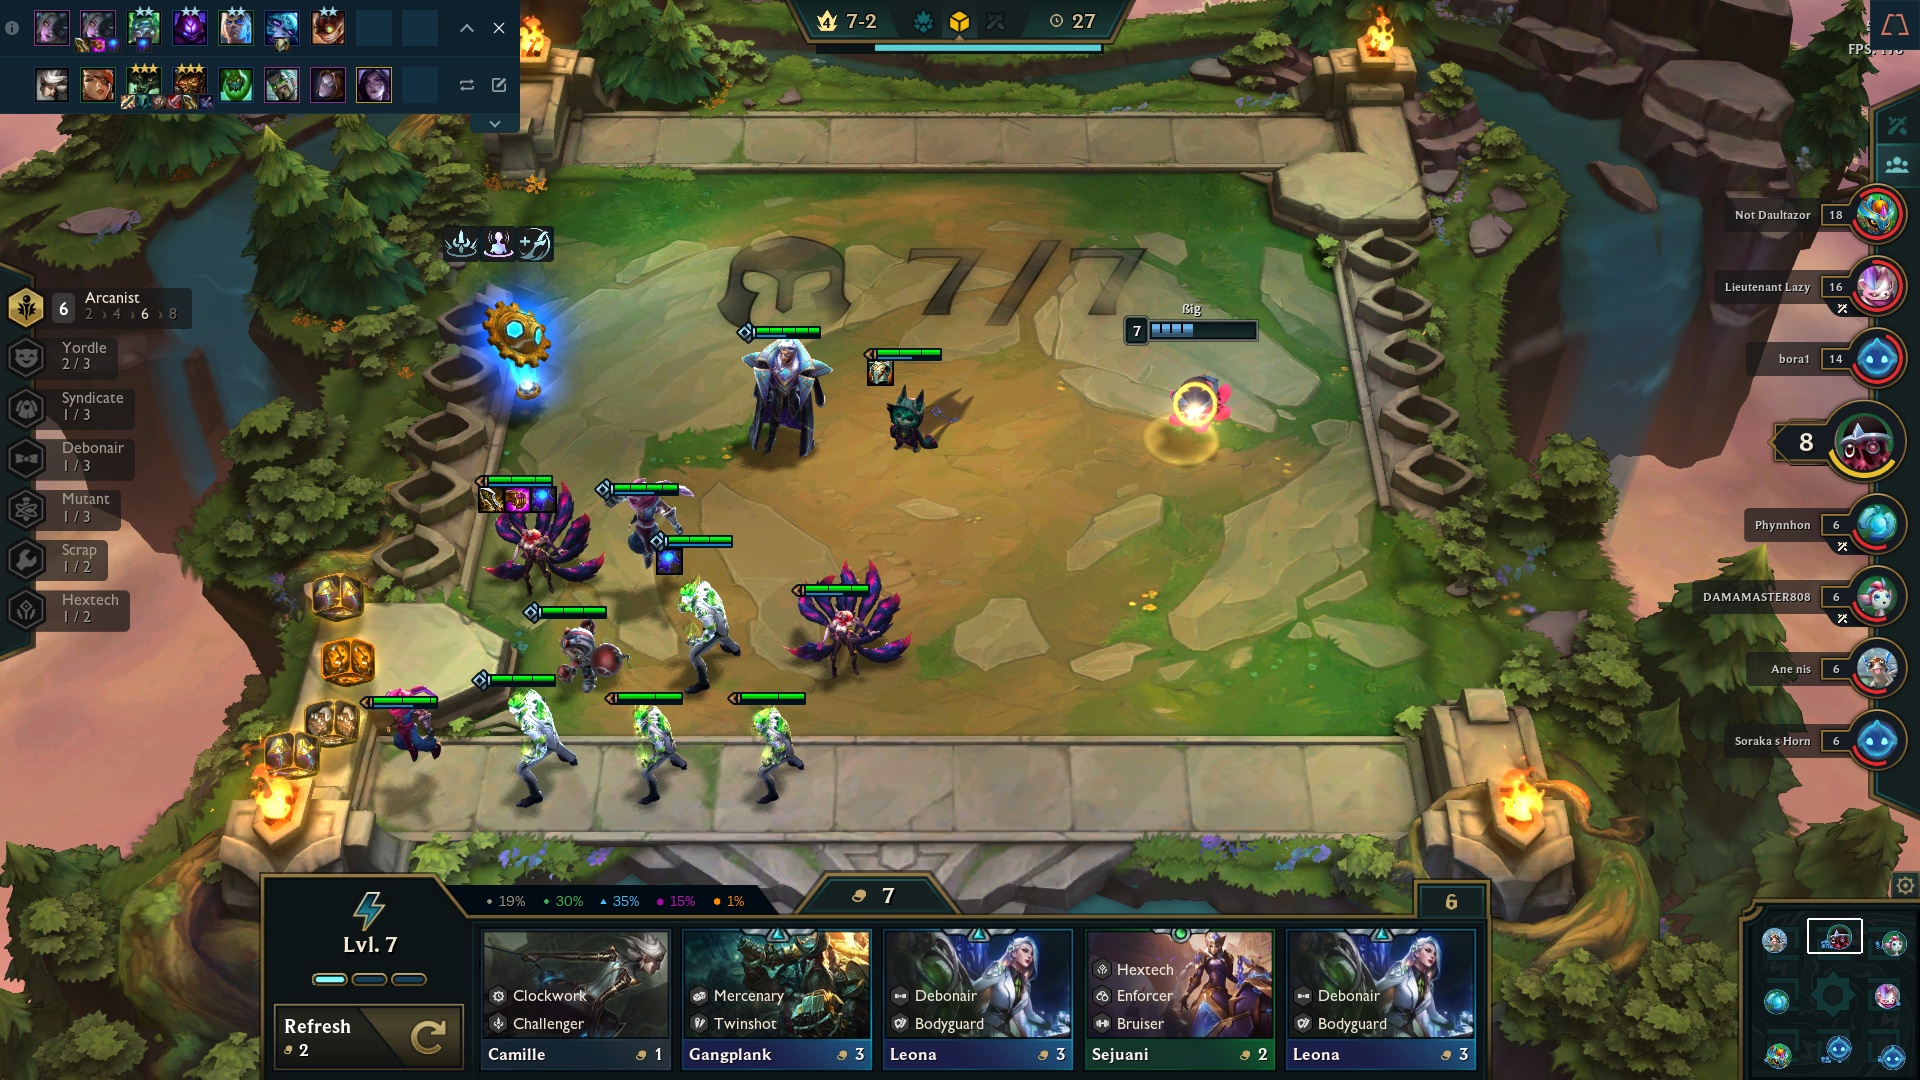 4 7-2 27
FPS: 118
7/7
ßig
7
Not Daultazor 18
Lieutenant Lazy 16
bora1 14
8
Phynnhon 6
DAMAMASTER808 6
Ane nis 6
Soraka s Horn 6
6 Arcanist
2 › 4 › 6 › 8
Yordle
2 / 3
Syndicate
1 / 3
Debonair
1 / 3
Mutant
1 / 3
Scrap
1 / 2
Hextech
1 / 2
19% 30% 35% 15% 1%
7
6
Lvl. 7
Refresh
2
Clockwork
Challenger
Camille 1
Mercenary
Twinshot
Gangplank 3
Debonair
Bodyguard
Leona 3
Hextech
Enforcer
Bruiser
Sejuani 2
Debonair
Bodyguard
Leona 3